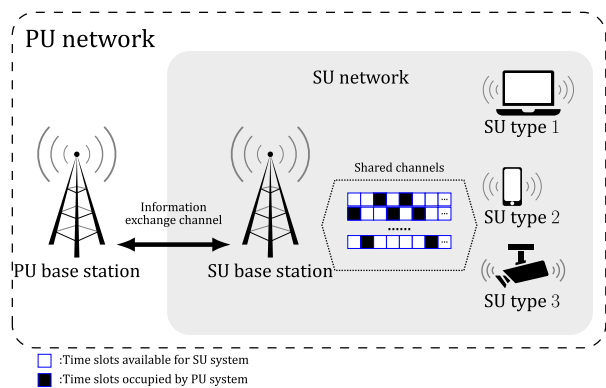 PU network
SU network
SU type 1
Shared channels
...
...
......
...
SU type 2
Information
exchange channel
PU base station
SU base station
SU type 3
:Time slots available for SU system
:Time slots occupied by PU system